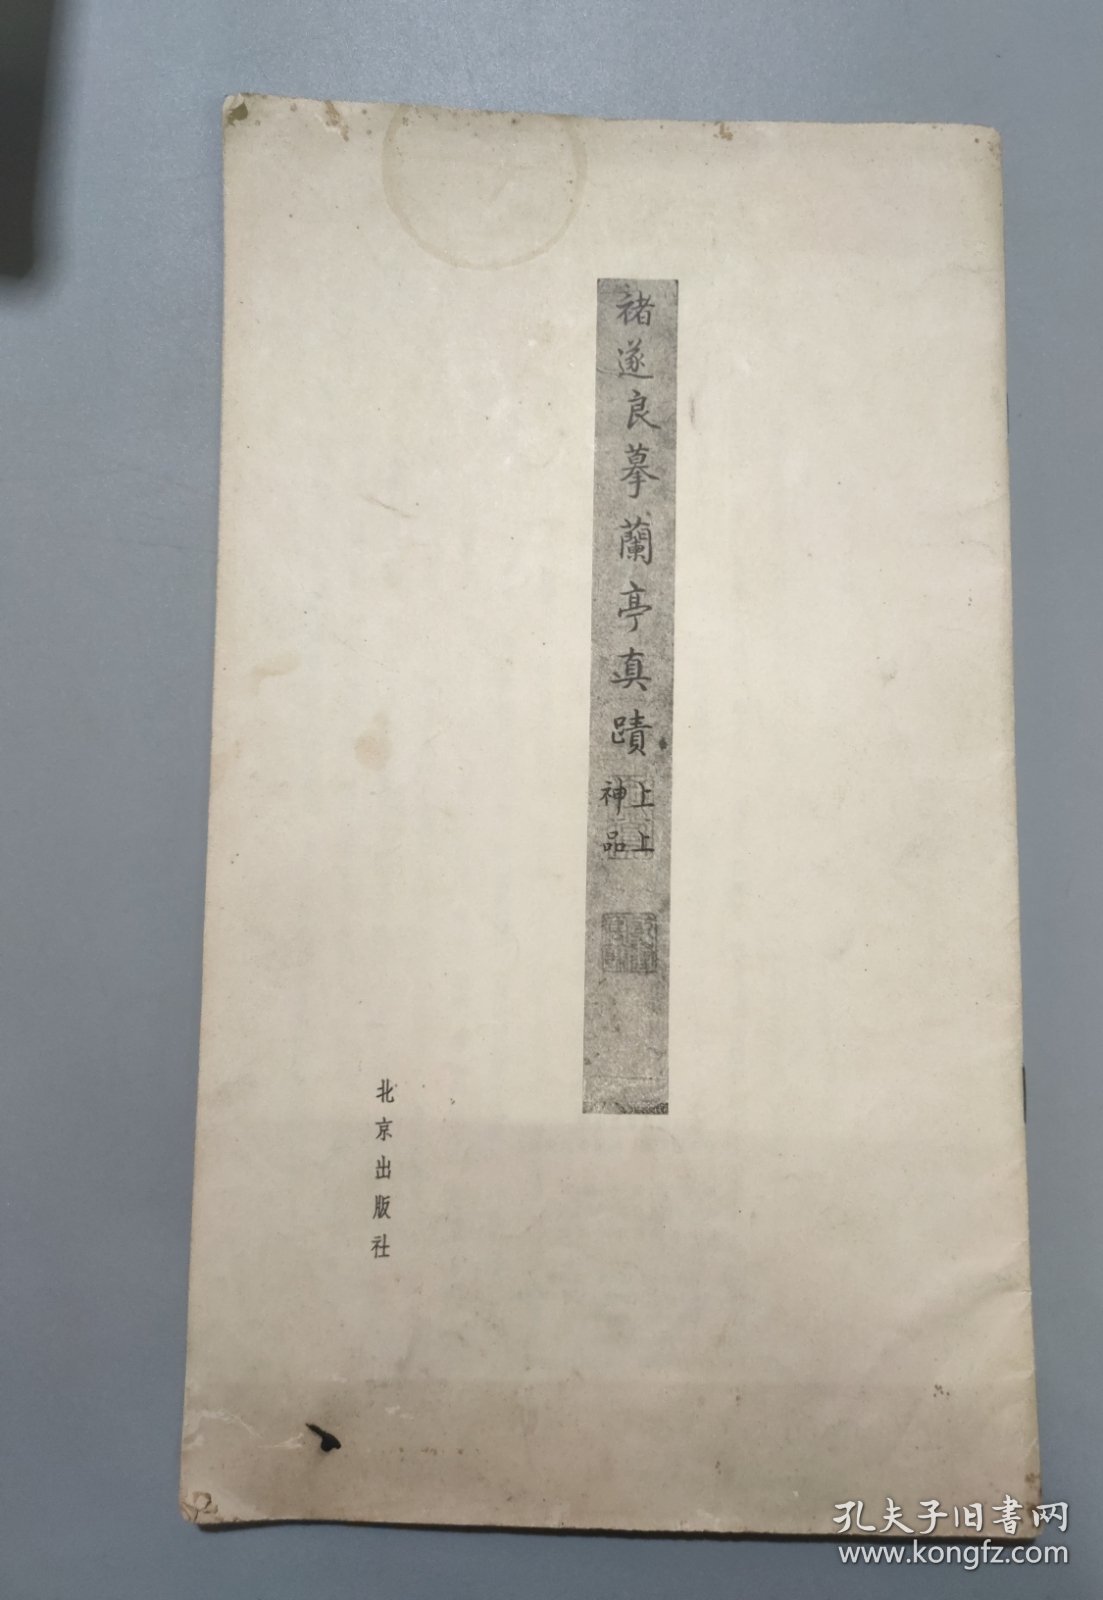 褚遂良摹蘭亭真蹟
上上
神品
北京出版社
孔夫子旧书网
www.kongfz.com